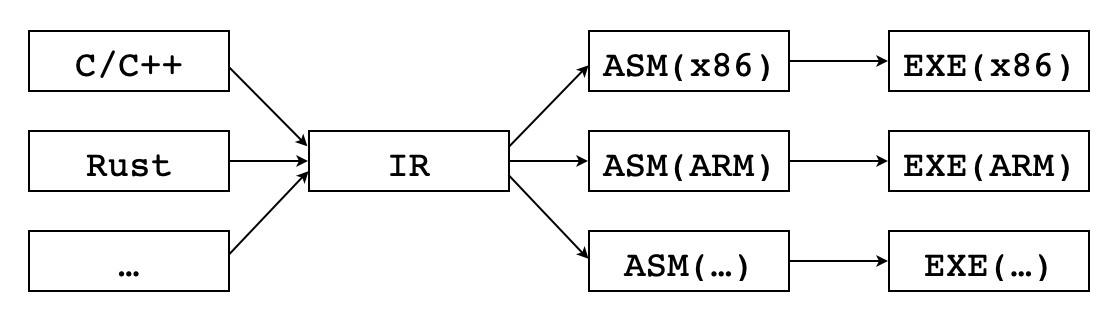 C/C++
Rust
…
IR
ASM(x86)
ASM(ARM)
ASM(…)
EXE(x86)
EXE(ARM)
EXE(…)